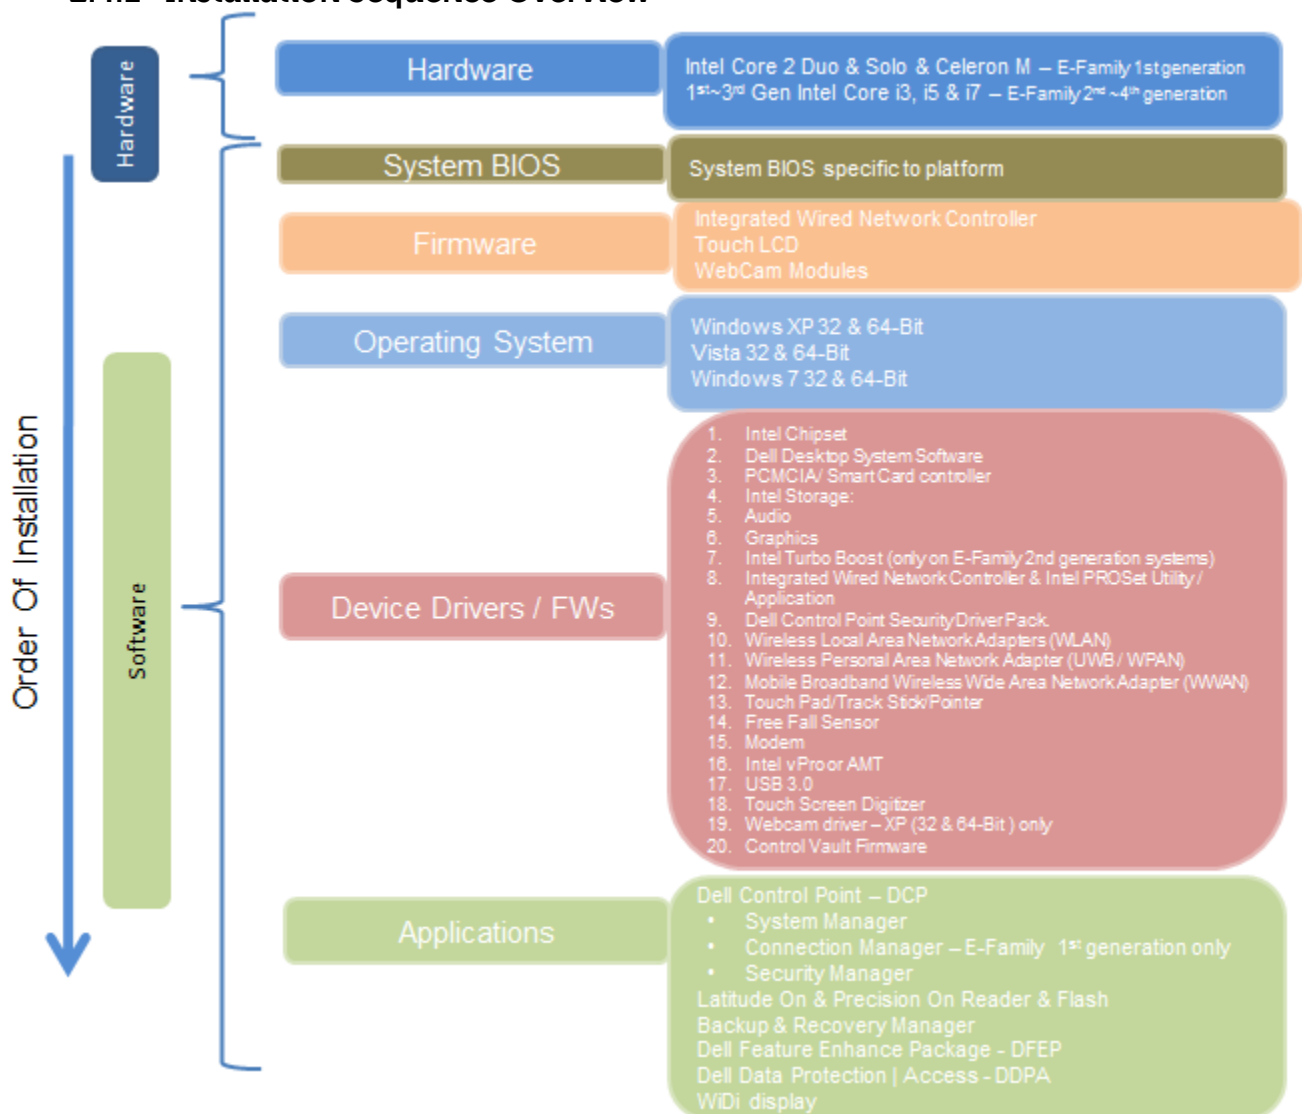 Installation Sequence Overview
Hardware
Hardware
Intel Core 2 Duo & Solo & Celeron M – E-Family 1st generation
1st~3rd Gen Intel Core i3, i5 & i7 – E-Family 2nd ~4th generation
System BIOS
System BIOS specific to platform
Firmware
Integrated Wired Network Controller
Touch LCD
WebCam Modules
Operating System
Windows XP 32 & 64-Bit
Vista 32 & 64-Bit
Windows 7 32 & 64-Bit
Order Of Installation
Software
Device Drivers / FWs
1. Intel Chipset
2. Dell Desktop System Software
3. PCMCIA/ Smart Card controller
4. Intel Storage:
5. Audio
6. Graphics
7. Intel Turbo Boost (only on E-Family 2nd generation systems)
8. Integrated Wired Network Controller & Intel PROSet Utility /
Application
9. Dell Control Point Security Driver Pack.
10. Wireless Local Area Network Adapters (WLAN)
11. Wireless Personal Area Network Adapter (UWB / WPAN)
12. Mobile Broadband Wireless Wide Area Network Adapter (WWAN)
13. Touch Pad/Track Stick/Pointer
14. Free Fall Sensor
15. Modem
16. Intel vPro or AMT
17. USB 3.0
18. Touch Screen Digitizer
19. Webcam driver – XP (32 & 64-Bit ) only
20. Control Vault Firmware
Applications
Dell Control Point – DCP
• System Manager
• Connection Manager – E-Family 1st generation only
• Security Manager
Latitude On & Precision On Reader & Flash
Backup & Recovery Manager
Dell Feature Enhance Package - DFEP
Dell Data Protection | Access - DDPA
WiDi display